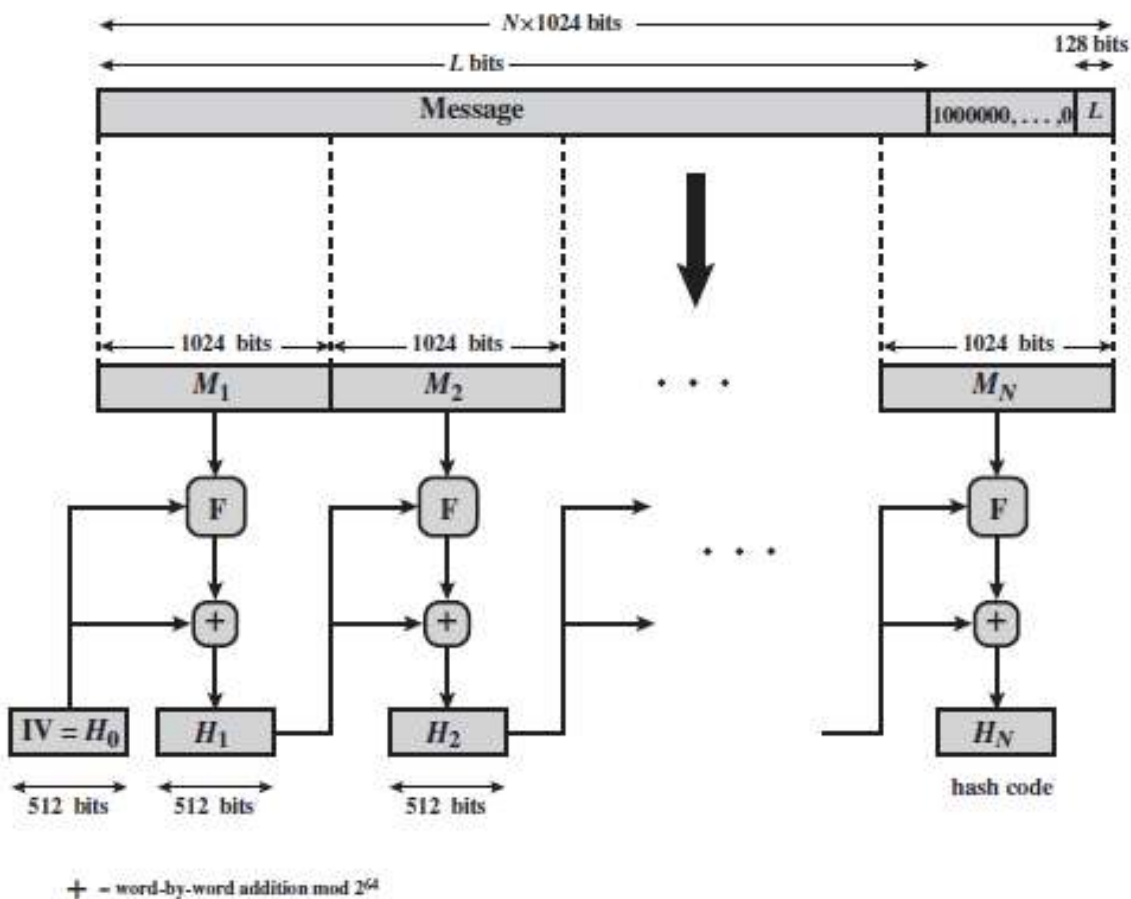 N×1024 bits
128 bits
L bits
Message 1000000, . . . ,0 L
1024 bits 1024 bits 1024 bits
M1 M2 . . . MN
F F F
. . .
+ + +
IV = H0 H1 H2 HN
512 bits 512 bits 512 bits hash code
+ = word-by-word addition mod 2^64